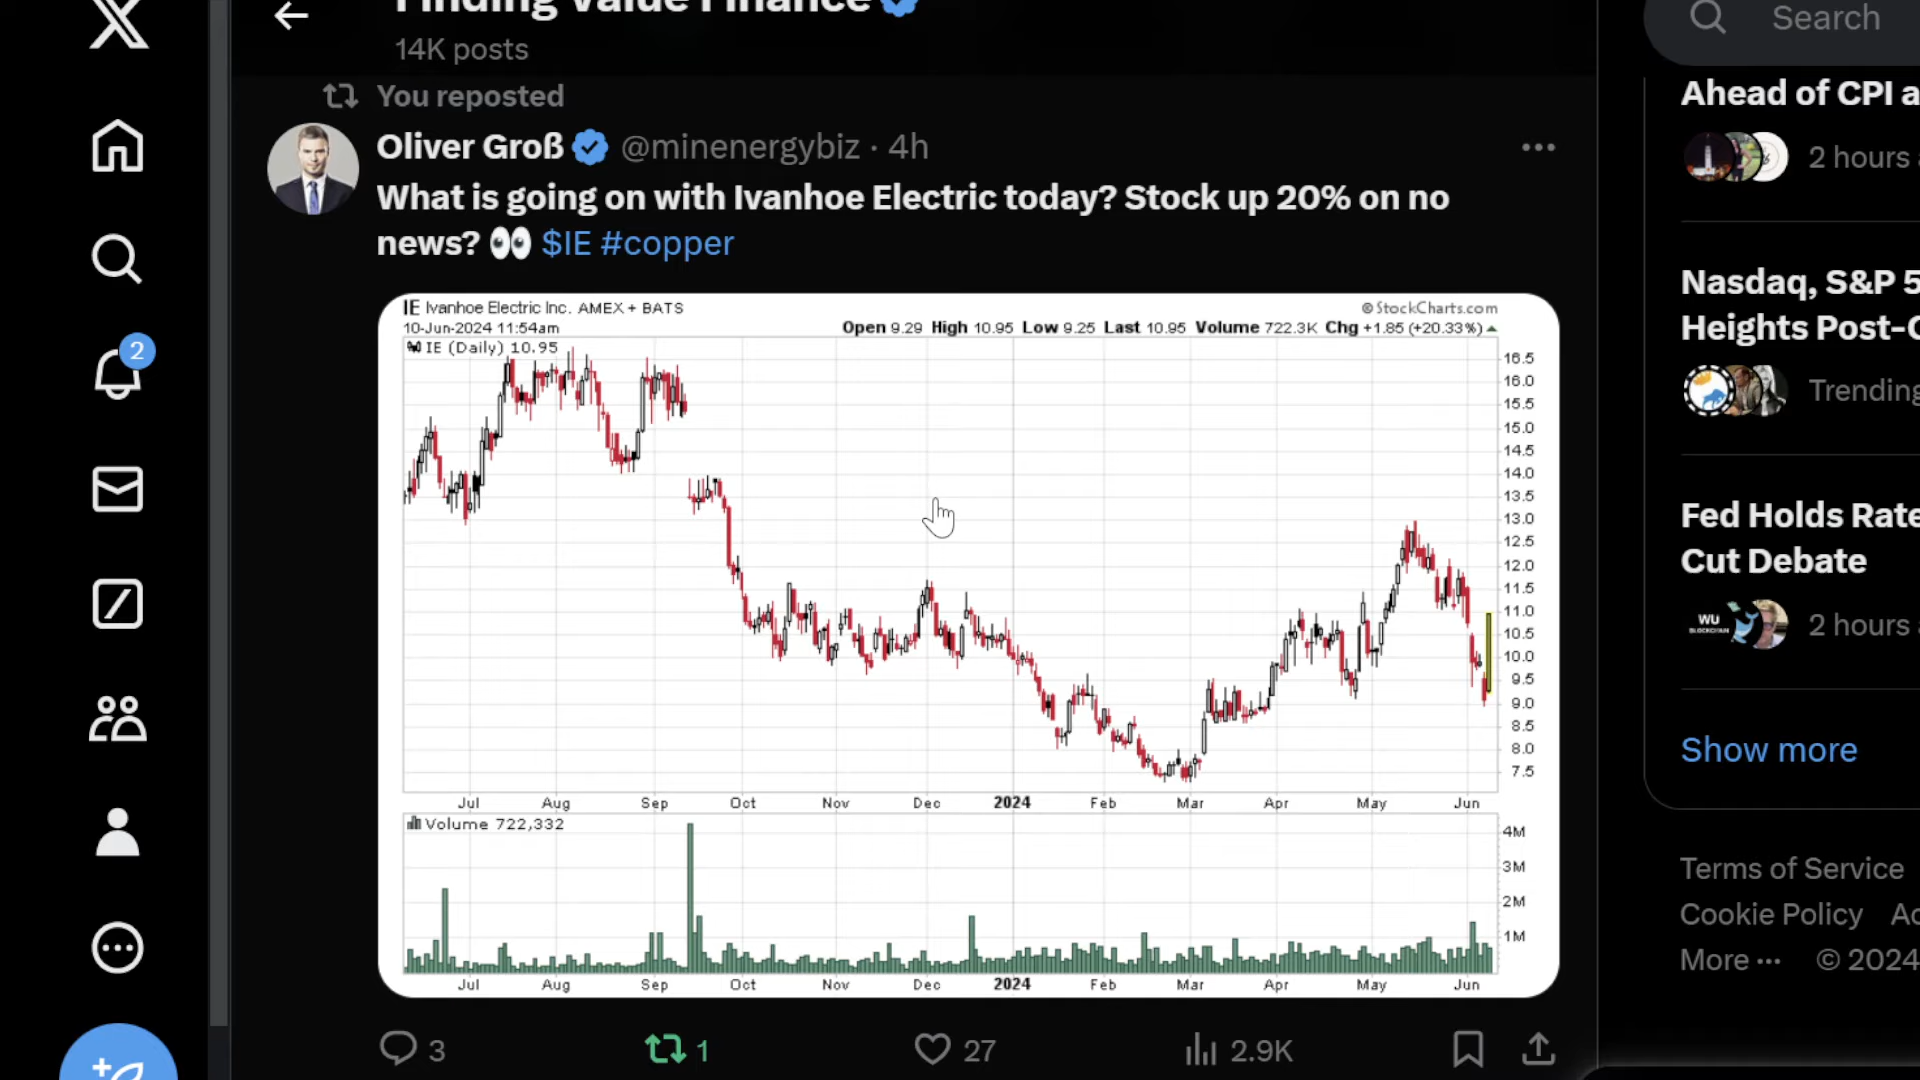 Finding Value Finance
14K posts
Search
You reposted
Oliver Groß @minenergybiz · 4h
What is going on with Ivanhoe Electric today? Stock up 20% on no
news? 👀 $IE #copper
IE Ivanhoe Electric Inc. AMEX + BATS
© StockCharts.com
10-Jun-2024 11:54am
Open 9.29 High 10.95 Low 9.25 Last 10.95 Volume 722.3K Chg +1.85 (+20.33%)
IE (Daily) 10.95
16.5
16.0
15.5
15.0
14.5
14.0
13.5
13.0
12.5
12.0
11.5
11.0
10.5
10.0
9.5
9.0
8.5
8.0
7.5
Jul Aug Sep Oct Nov Dec 2024 Feb Mar Apr May Jun
Volume 722,332
4M
3M
2M
1M
Jul Aug Sep Oct Nov Dec 2024 Feb Mar Apr May Jun
3 1 27 2.9K
2
Ahead of CPI a
2 hours
Nasdaq, S&P 5
Heights Post-C
Trending
Fed Holds Rate
Cut Debate
WU
BLOCKCHAIN
2 hours
Show more
Terms of Service
Cookie Policy Ac
More ··· © 2024